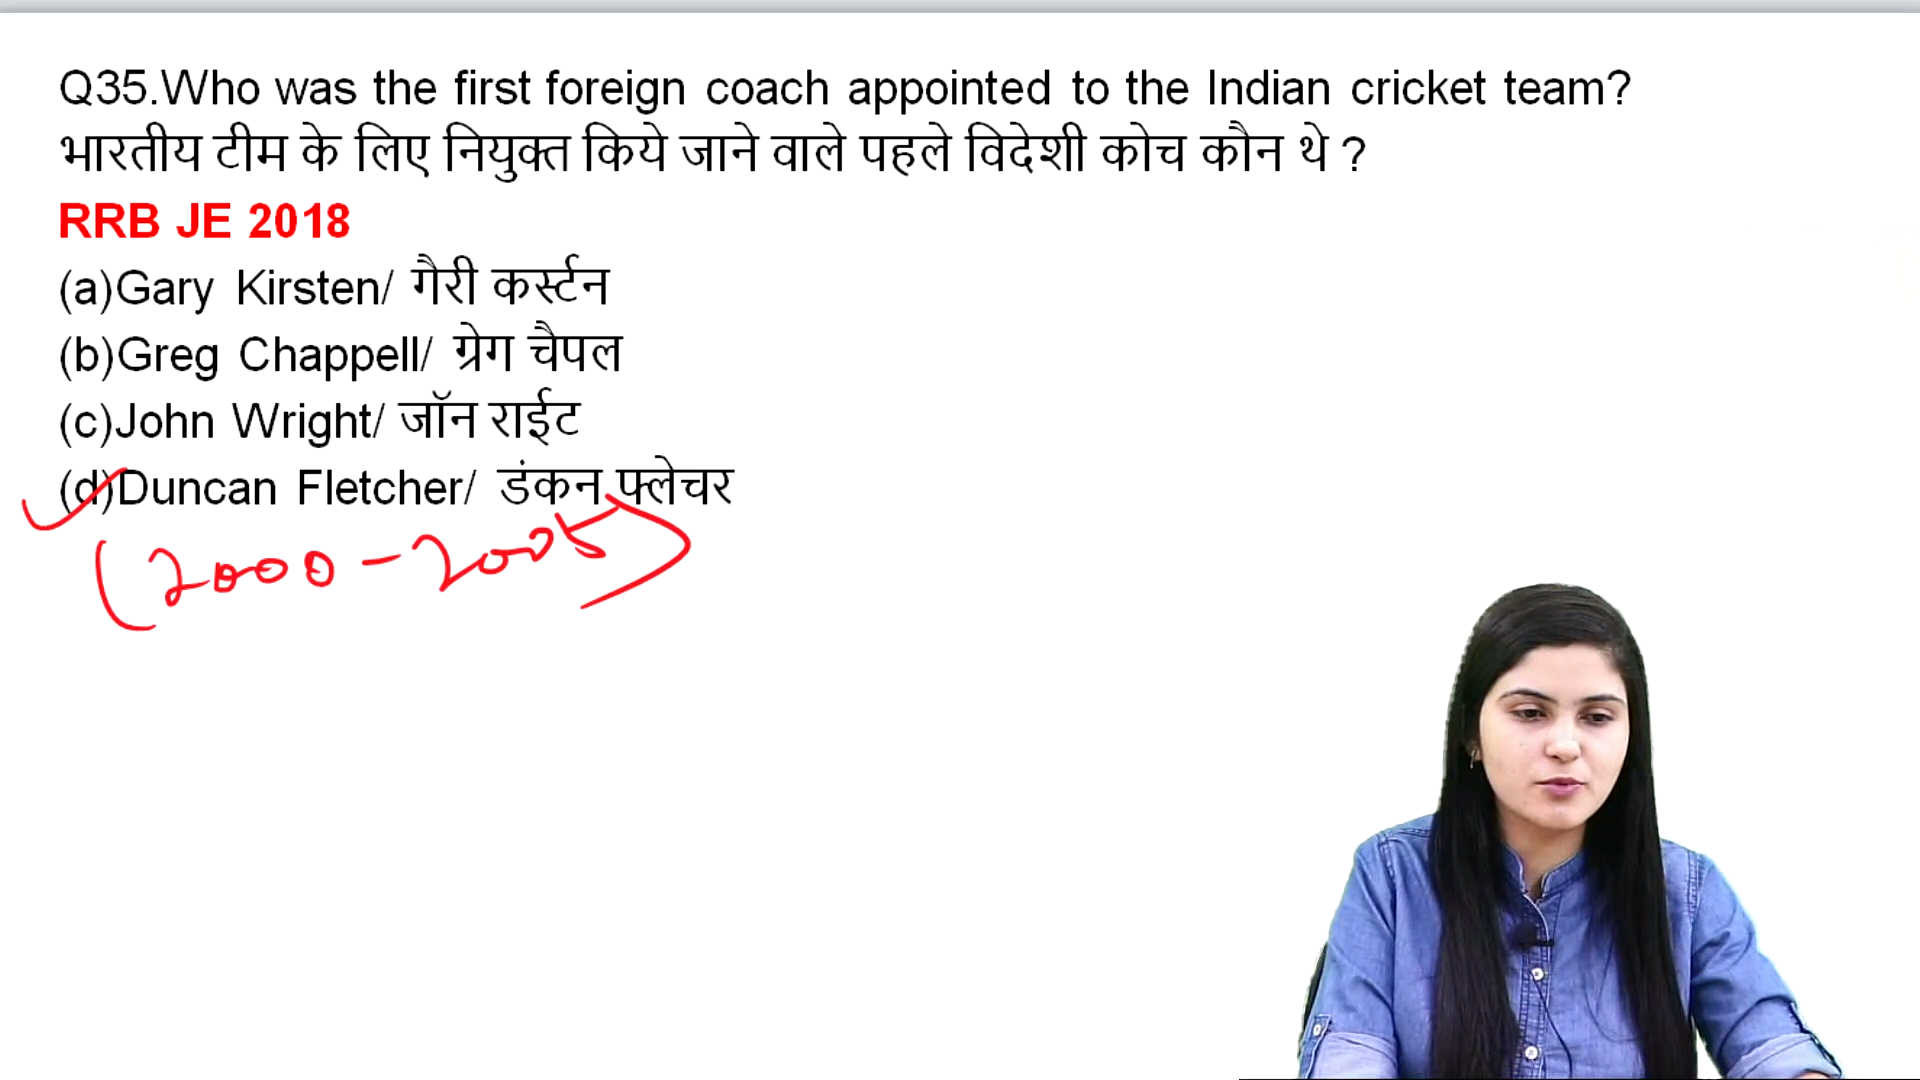 Q35.Who was the first foreign coach appointed to the Indian cricket team?
भारतीय टीम के लिए नियुक्त किये जाने वाले पहले विदेशी कोच कौन थे ?
RRB JE 2018
(a)Gary Kirsten/ गैरी कर्स्टन
(b)Greg Chappell/ ग्रेग चैपल
(c)John Wright/ जॉन राईट
(d)Duncan Fletcher/ डंकन फ्लेचर
(2000-2005)